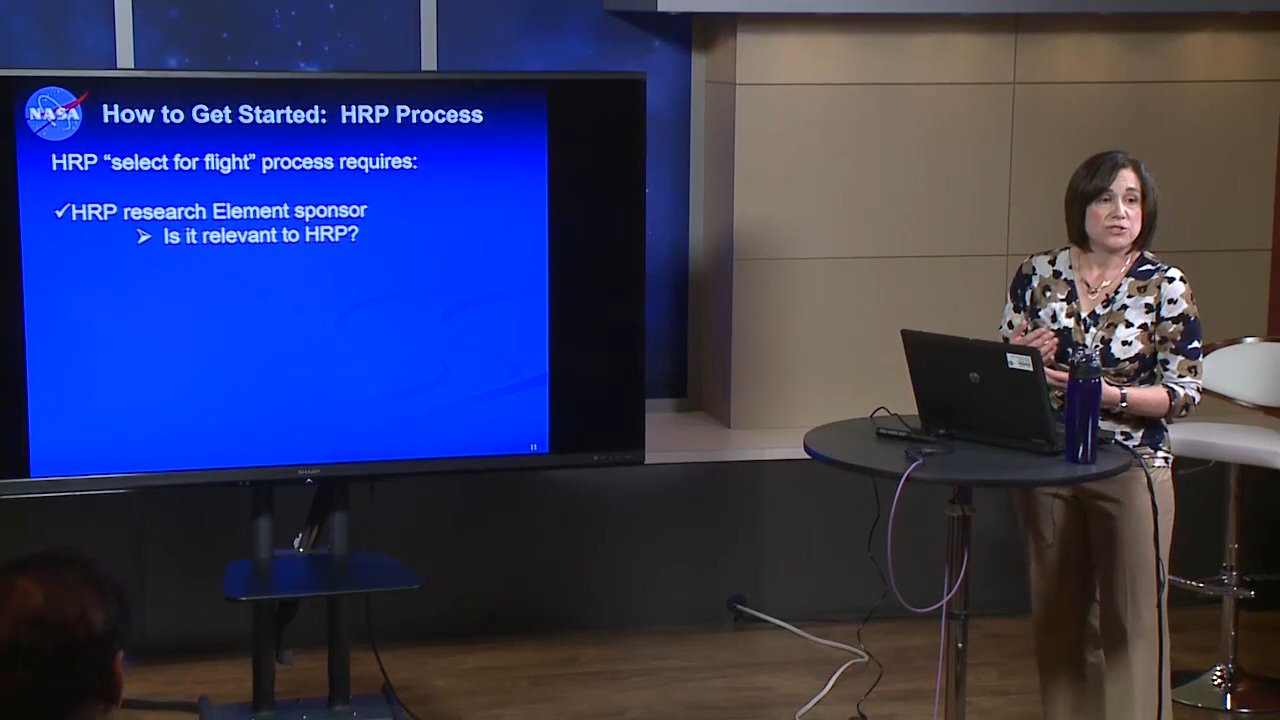 NASA
How to Get Started: HRP Process
HRP “select for flight” process requires:
✓HRP research Element sponsor
➢ Is it relevant to HRP?
11
SHARP
hp